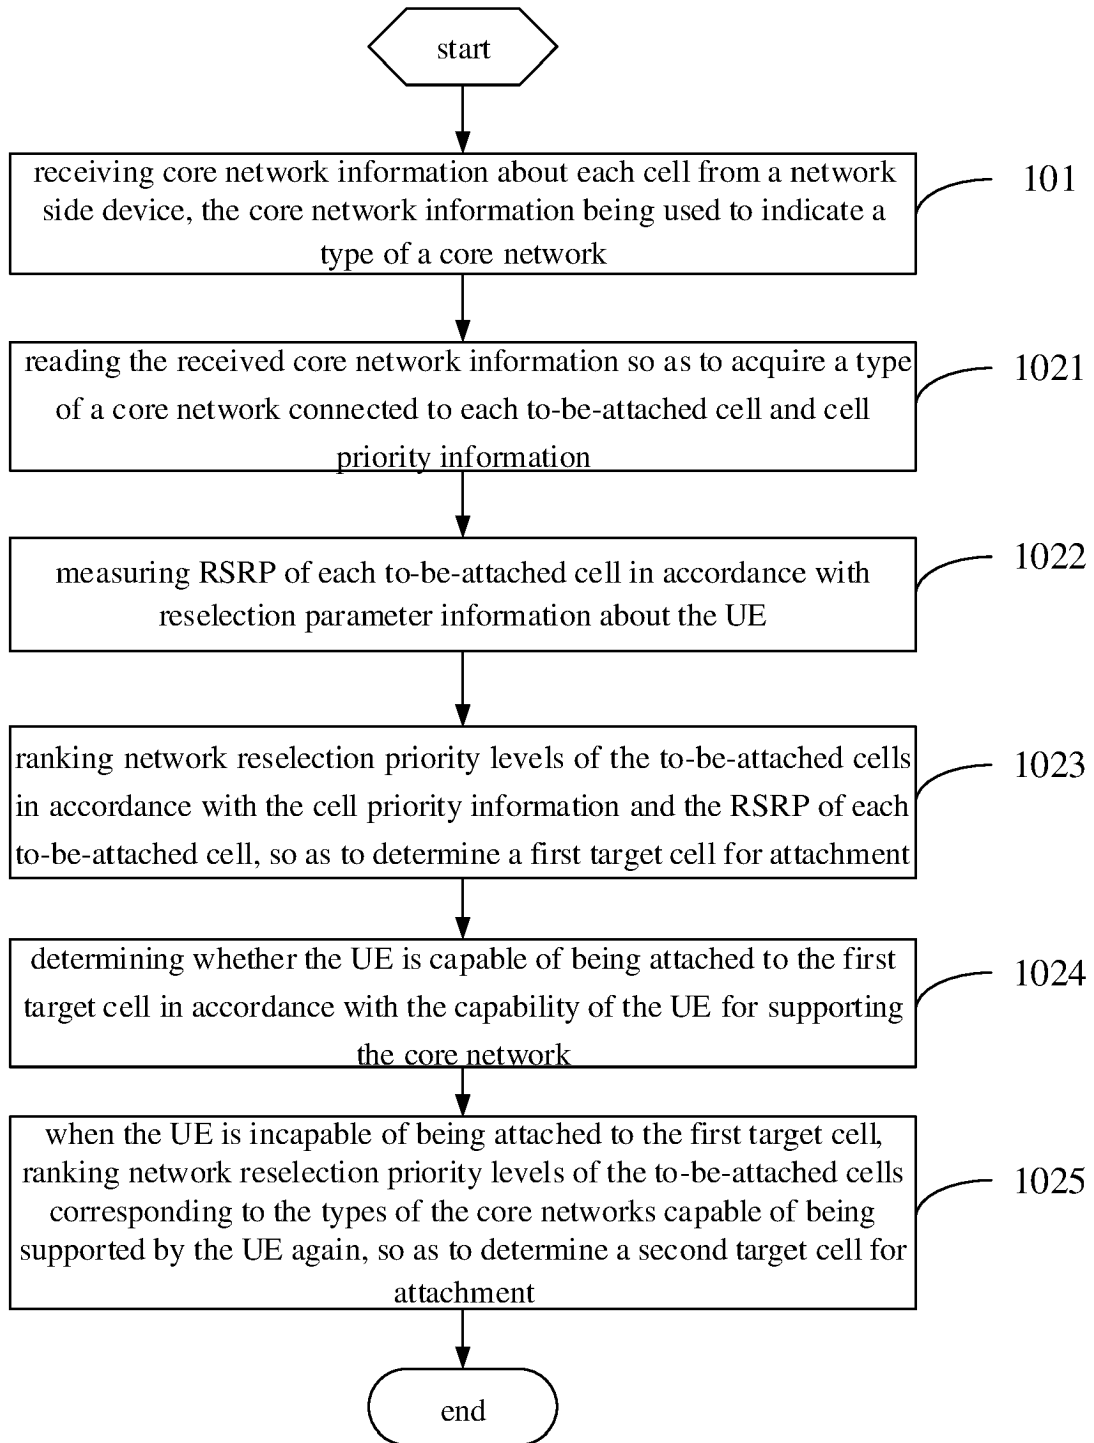 start
receiving core network information about each cell from a network
side device, the core network information being used to indicate a
type of a core network
101
reading the received core network information so as to acquire a type
of a core network connected to each to-be-attached cell and cell
priority information
1021
measuring RSRP of each to-be-attached cell in accordance with
reselection parameter information about the UE
1022
ranking network reselection priority levels of the to-be-attached cells
in accordance with the cell priority information and the RSRP of each
to-be-attached cell, so as to determine a first target cell for attachment
1023
determining whether the UE is capable of being attached to the first
target cell in accordance with the capability of the UE for supporting
the core network
1024
when the UE is incapable of being attached to the first target cell,
ranking network reselection priority levels of the to-be-attached cells
corresponding to the types of the core networks capable of being
supported by the UE again, so as to determine a second target cell for
attachment
1025
end